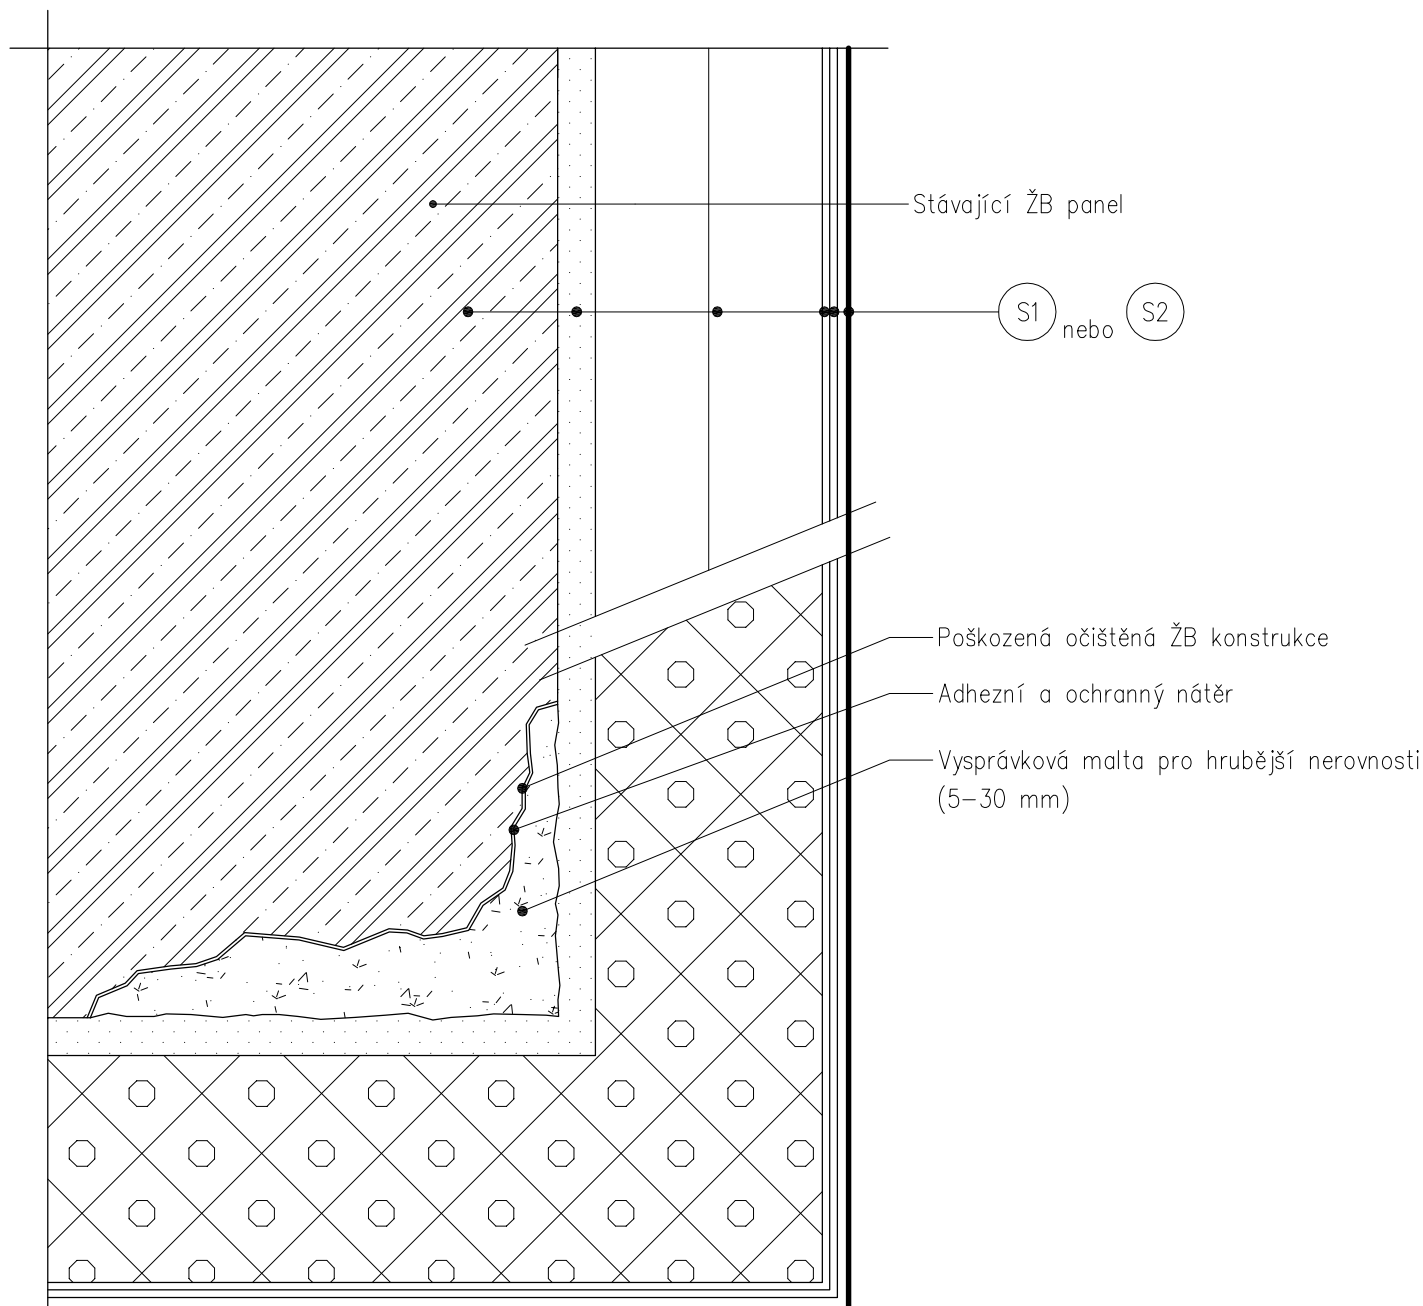 Stávající ŽB panel
S1 nebo S2
Poškozená očištěná ŽB konstrukce
Adhezní a ochranný nátěr
Vysprávková malta pro hrubější nerovnosti
(5–30 mm)